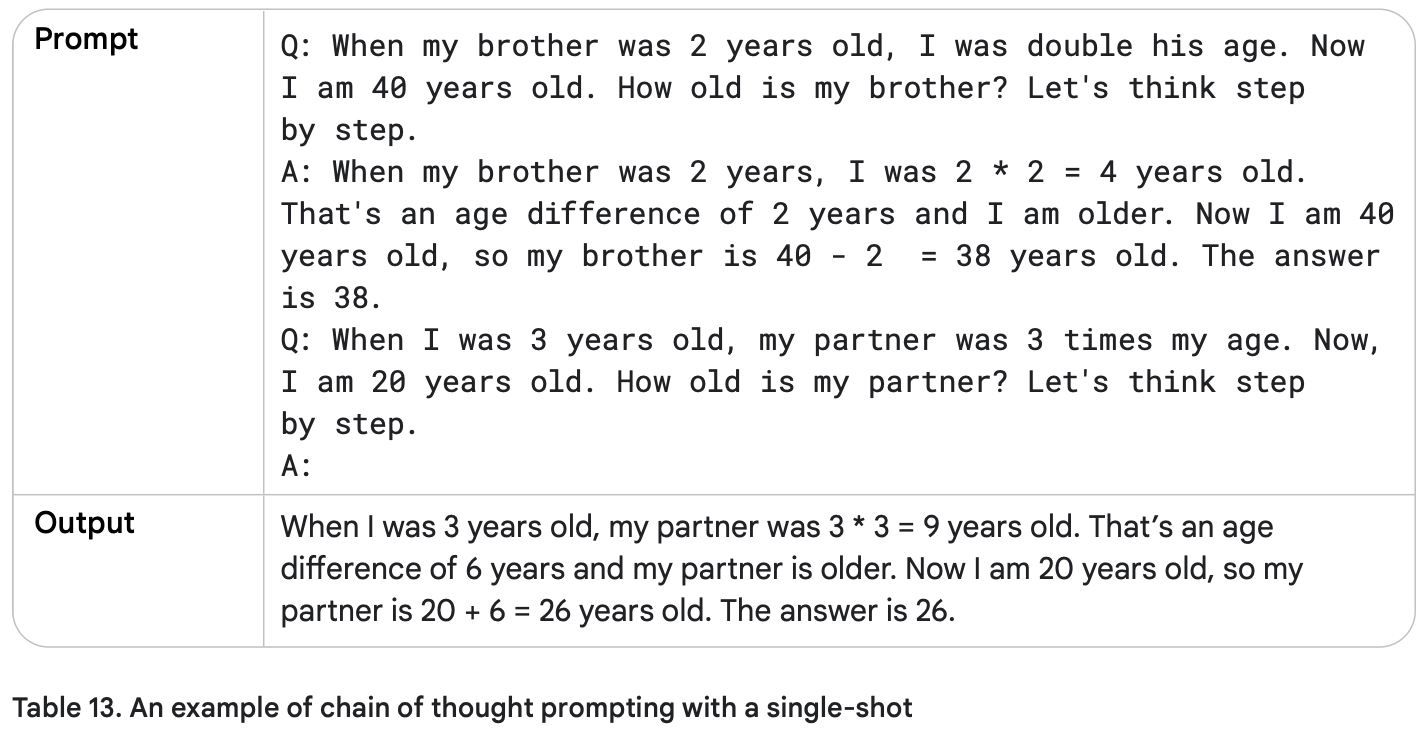 Prompt
Q: When my brother was 2 years old, I was double his age. Now
I am 40 years old. How old is my brother? Let's think step
by step.
A: When my brother was 2 years, I was 2 * 2 = 4 years old.
That's an age difference of 2 years and I am older. Now I am 40
years old, so my brother is 40 - 2  = 38 years old. The answer
is 38.
Q: When I was 3 years old, my partner was 3 times my age. Now,
I am 20 years old. How old is my partner? Let's think step
by step.
A:
Output
When I was 3 years old, my partner was 3 * 3 = 9 years old. That’s an age
difference of 6 years and my partner is older. Now I am 20 years old, so my
partner is 20 + 6 = 26 years old. The answer is 26.
Table 13. An example of chain of thought prompting with a single-shot